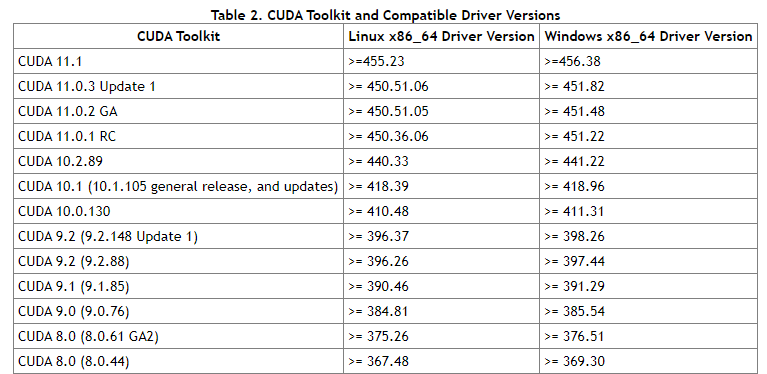 Table 2. CUDA Toolkit and Compatible Driver Versions
CUDA Toolkit Linux x86_64 Driver Version Windows x86_64 Driver Version
CUDA 11.1 >=455.23 >=456.38
CUDA 11.0.3 Update 1 >= 450.51.06 >= 451.82
CUDA 11.0.2 GA >= 450.51.05 >= 451.48
CUDA 11.0.1 RC >= 450.36.06 >= 451.22
CUDA 10.2.89 >= 440.33 >= 441.22
CUDA 10.1 (10.1.105 general release, and updates) >= 418.39 >= 418.96
CUDA 10.0.130 >= 410.48 >= 411.31
CUDA 9.2 (9.2.148 Update 1) >= 396.37 >= 398.26
CUDA 9.2 (9.2.88) >= 396.26 >= 397.44
CUDA 9.1 (9.1.85) >= 390.46 >= 391.29
CUDA 9.0 (9.0.76) >= 384.81 >= 385.54
CUDA 8.0 (8.0.61 GA2) >= 375.26 >= 376.51
CUDA 8.0 (8.0.44) >= 367.48 >= 369.30